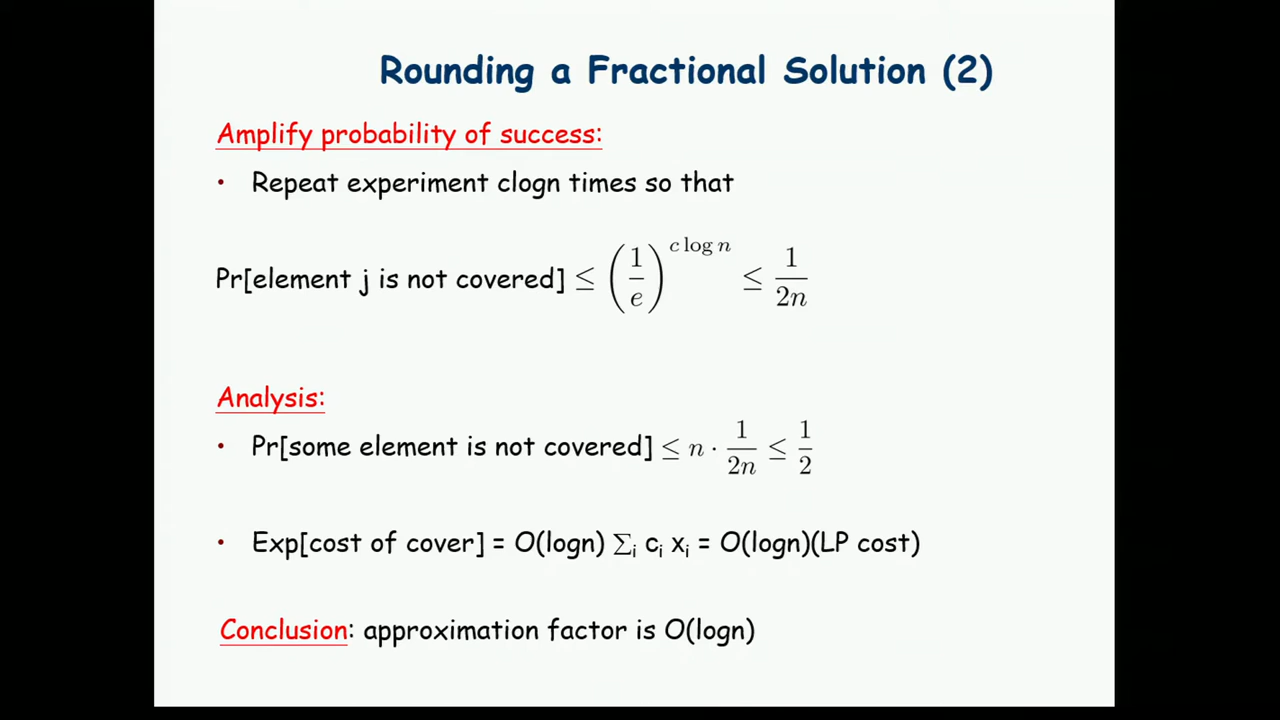 Rounding a Fractional Solution (2)
Amplify probability of success:
• Repeat experiment clogn times so that
Pr[element j is not covered] ≤ (1/e)^{c log n} ≤ 1/2n
Analysis:
• Pr[some element is not covered] ≤ n · 1/2n ≤ 1/2
• Exp[cost of cover] = O(logn) ∑ᵢ cᵢ xᵢ = O(logn)(LP cost)
Conclusion: approximation factor is O(logn)